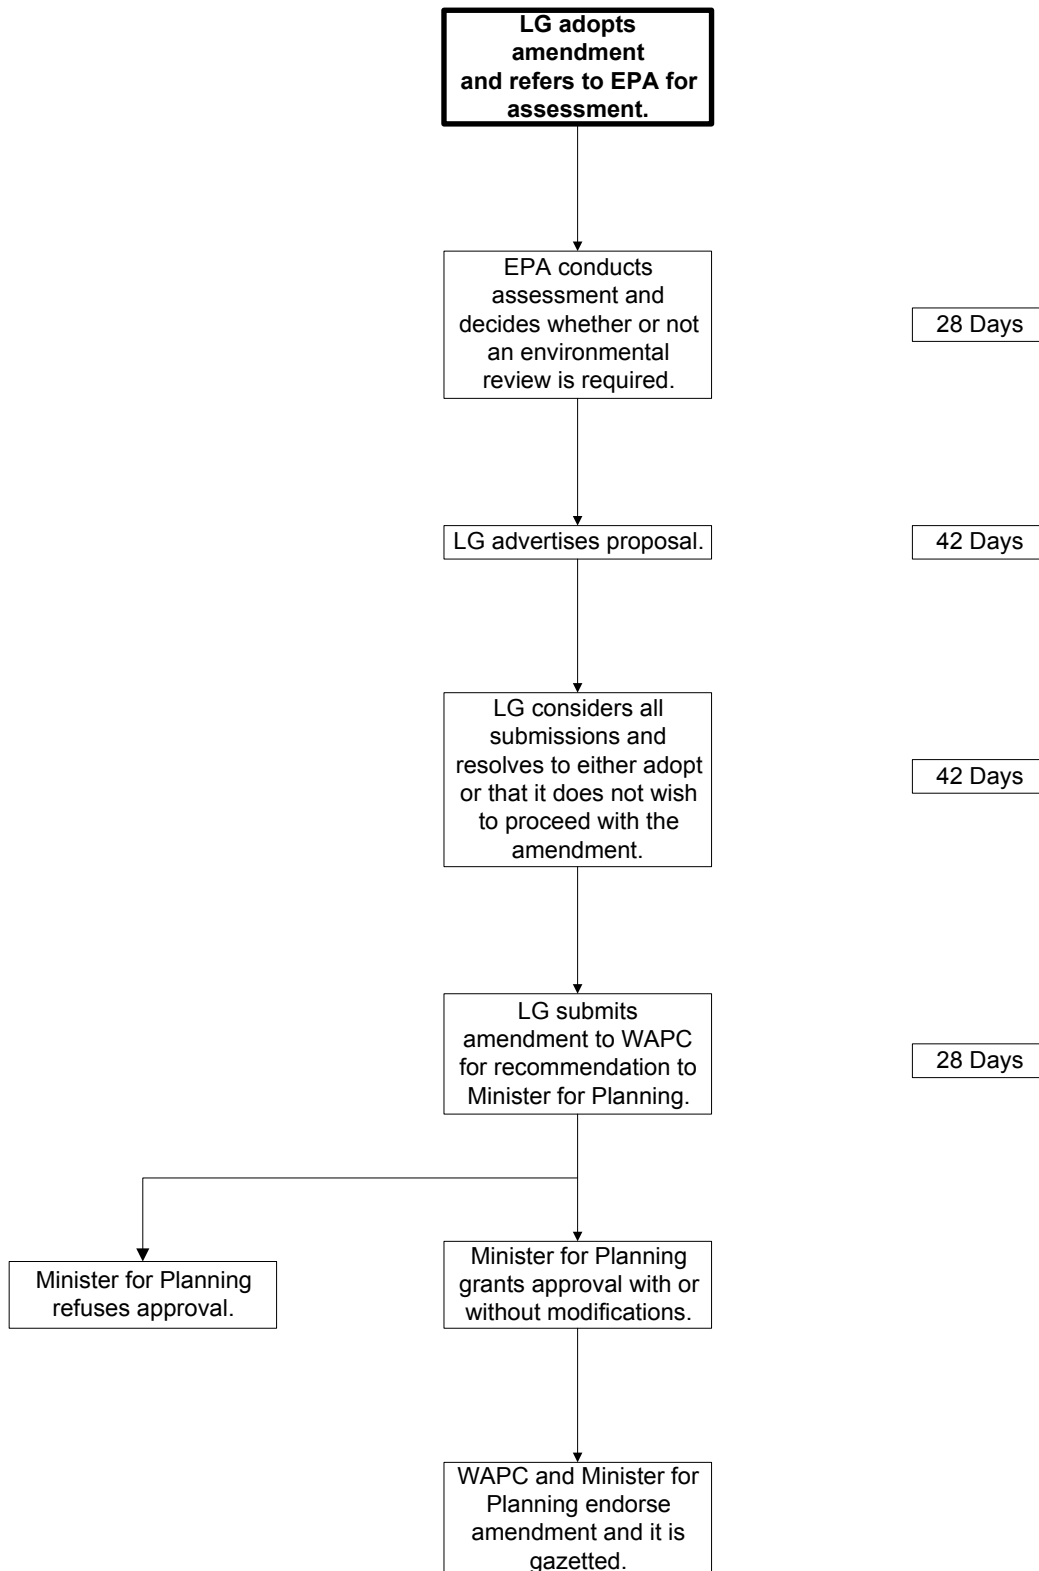 LG adopts
amendment
and refers to EPA for
assessment.
EPA conducts
assessment and
decides whether or not
an environmental
review is required.
28 Days
LG advertises proposal.
42 Days
LG considers all
submissions and
resolves to either adopt
or that it does not wish
to proceed with the
amendment.
42 Days
LG submits
amendment to WAPC
for recommendation to
Minister for Planning.
28 Days
Minister for Planning
refuses approval.
Minister for Planning
grants approval with or
without modifications.
WAPC and Minister for
Planning endorse
amendment and it is
gazetted.